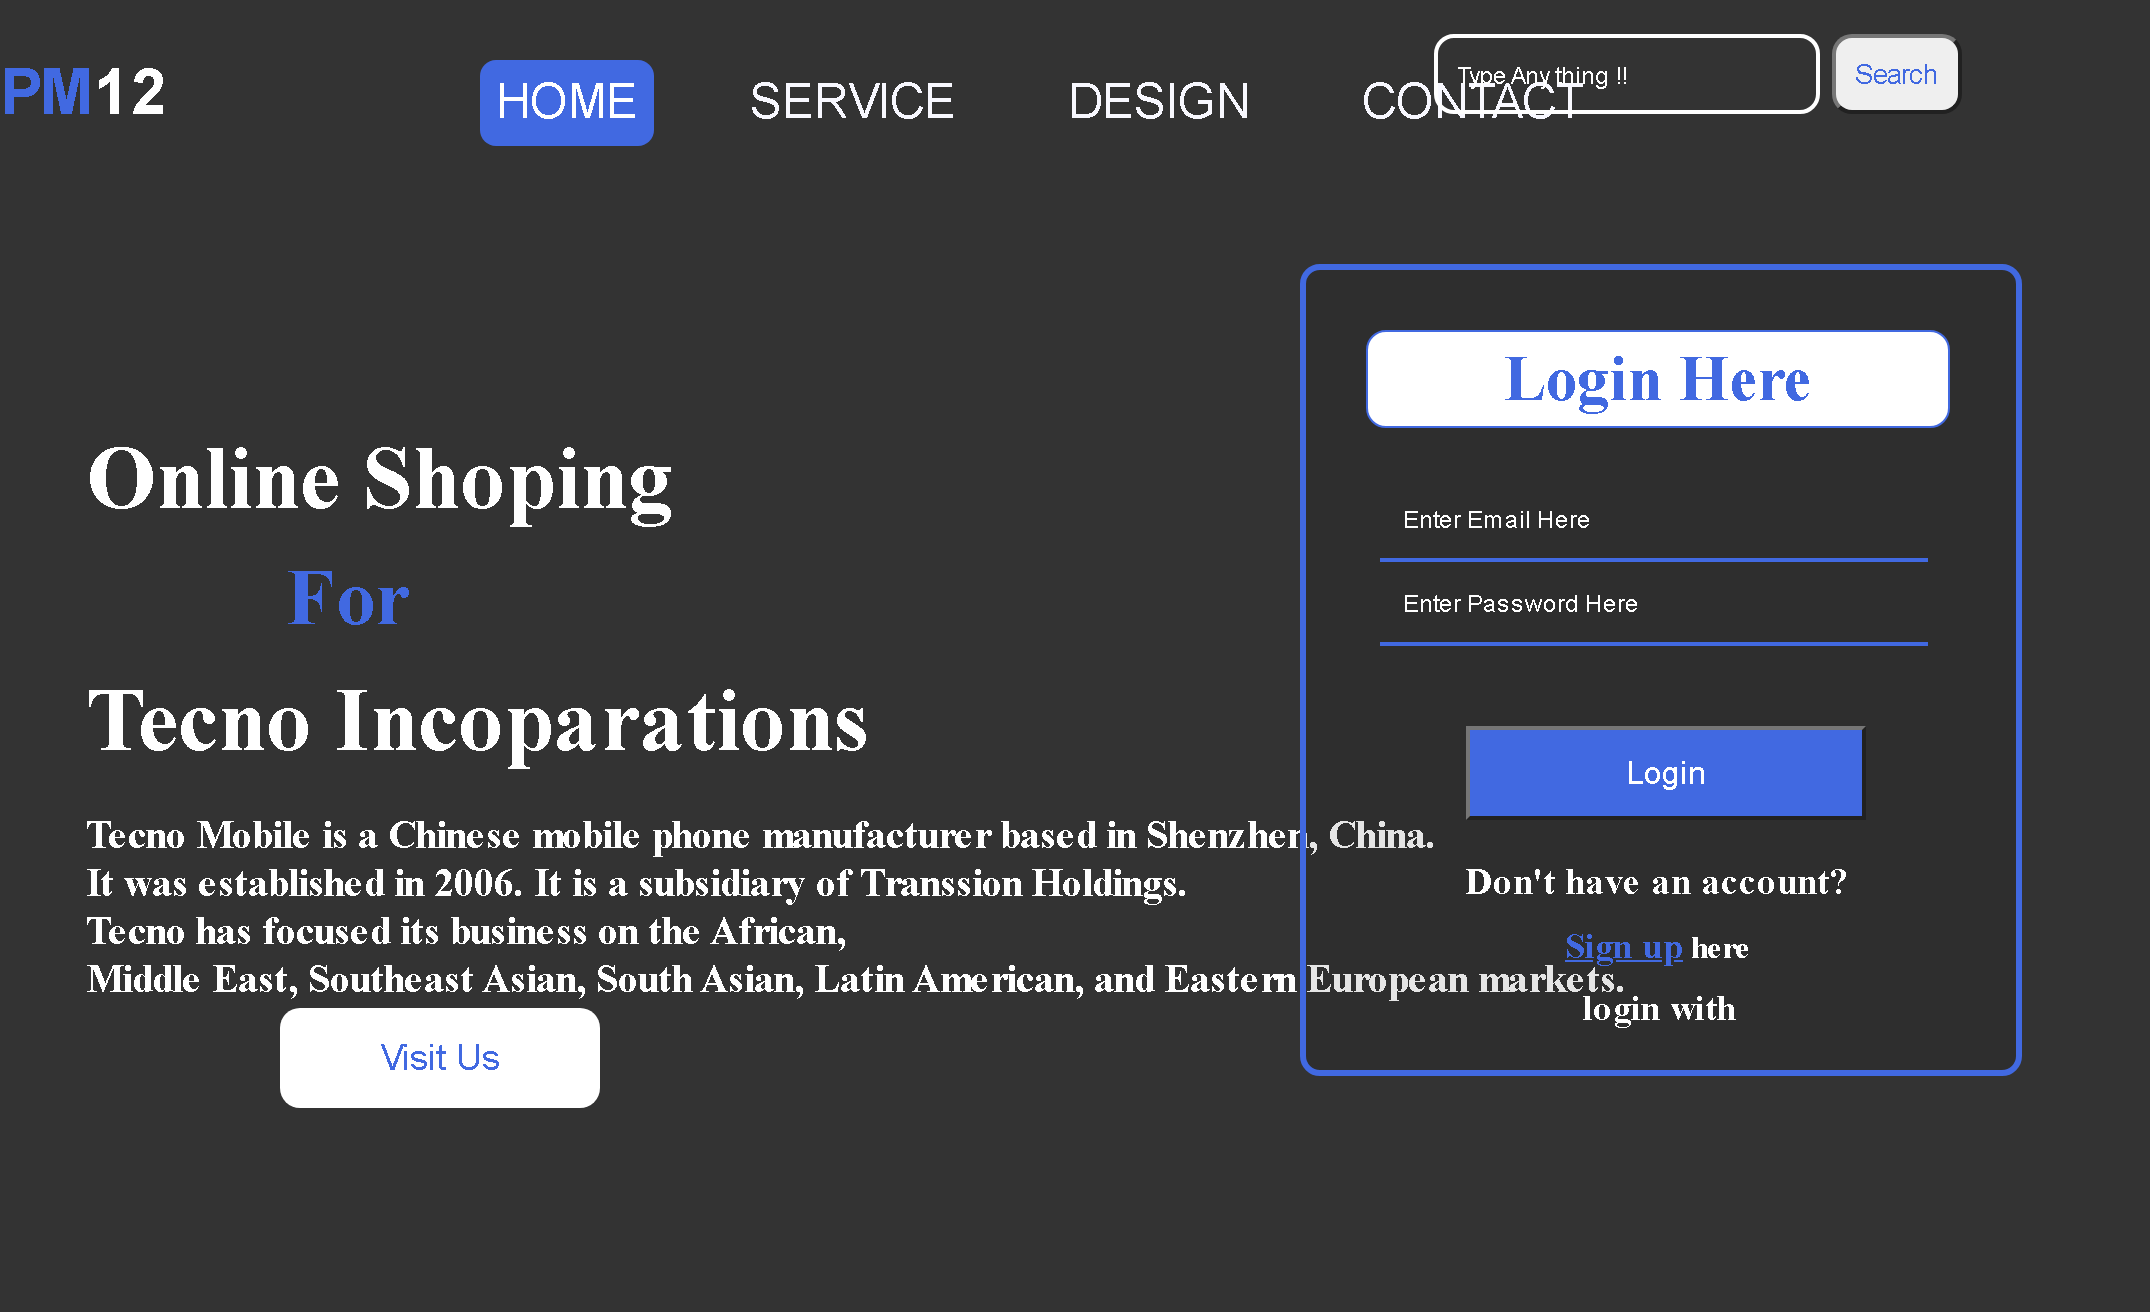 PM12
HOME SERVICE DESIGN CONTACT
Type Any thing !!
Search
Online Shoping
For
Tecno Incoparations
Tecno Mobile is a Chinese mobile phone manufacturer based in Shenzhen, China.
It was established in 2006. It is a subsidiary of Transsion Holdings.
Tecno has focused its business on the African,
Middle East, Southeast Asian, South Asian, Latin American, and Eastern European markets.
Visit Us
Login Here
Enter Email Here
Enter Password Here
Login
Don't have an account?
Sign up here
login with